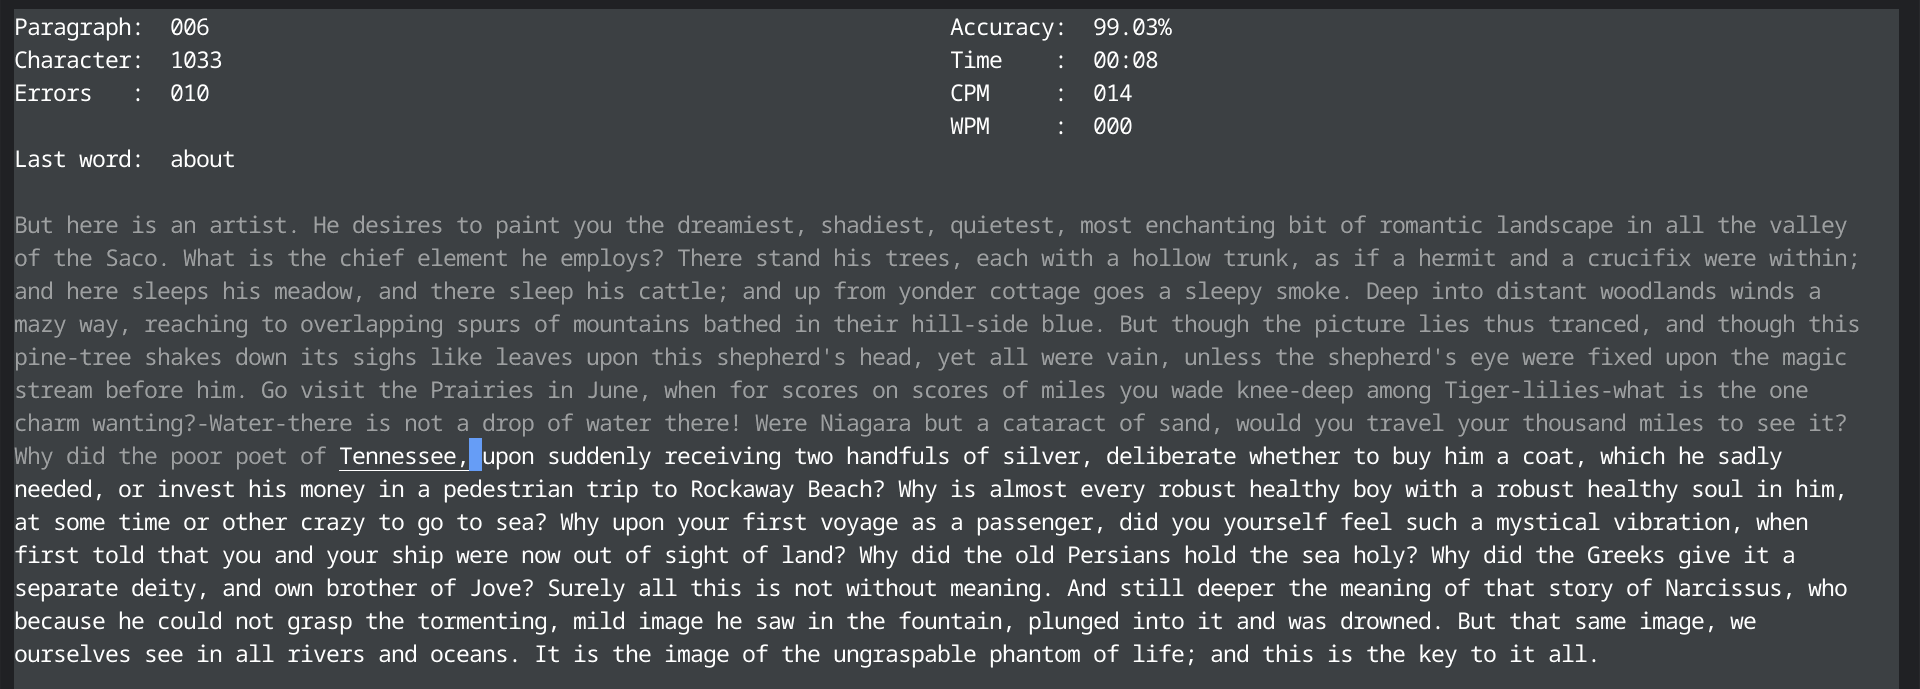 Paragraph:  006
Character:  1033
Errors   :  010
Accuracy:  99.03%
Time    :  00:08
CPM     :  014
WPM     :  000
Last word:  about
But here is an artist. He desires to paint you the dreamiest, shadiest, quietest, most enchanting bit of romantic landscape in all the valley
of the Saco. What is the chief element he employs? There stand his trees, each with a hollow trunk, as if a hermit and a crucifix were within;
and here sleeps his meadow, and there sleep his cattle; and up from yonder cottage goes a sleepy smoke. Deep into distant woodlands winds a
mazy way, reaching to overlapping spurs of mountains bathed in their hill-side blue. But though the picture lies thus tranced, and though this
pine-tree shakes down its sighs like leaves upon this shepherd's head, yet all were vain, unless the shepherd's eye were fixed upon the magic
stream before him. Go visit the Prairies in June, when for scores on scores of miles you wade knee-deep among Tiger-lilies-what is the one
charm wanting?-Water-there is not a drop of water there! Were Niagara but a cataract of sand, would you travel your thousand miles to see it?
Why did the poor poet of Tennessee, upon suddenly receiving two handfuls of silver, deliberate whether to buy him a coat, which he sadly
needed, or invest his money in a pedestrian trip to Rockaway Beach? Why is almost every robust healthy boy with a robust healthy soul in him,
at some time or other crazy to go to sea? Why upon your first voyage as a passenger, did you yourself feel such a mystical vibration, when
first told that you and your ship were now out of sight of land? Why did the old Persians hold the sea holy? Why did the Greeks give it a
separate deity, and own brother of Jove? Surely all this is not without meaning. And still deeper the meaning of that story of Narcissus, who
because he could not grasp the tormenting, mild image he saw in the fountain, plunged into it and was drowned. But that same image, we
ourselves see in all rivers and oceans. It is the image of the ungraspable phantom of life; and this is the key to it all.